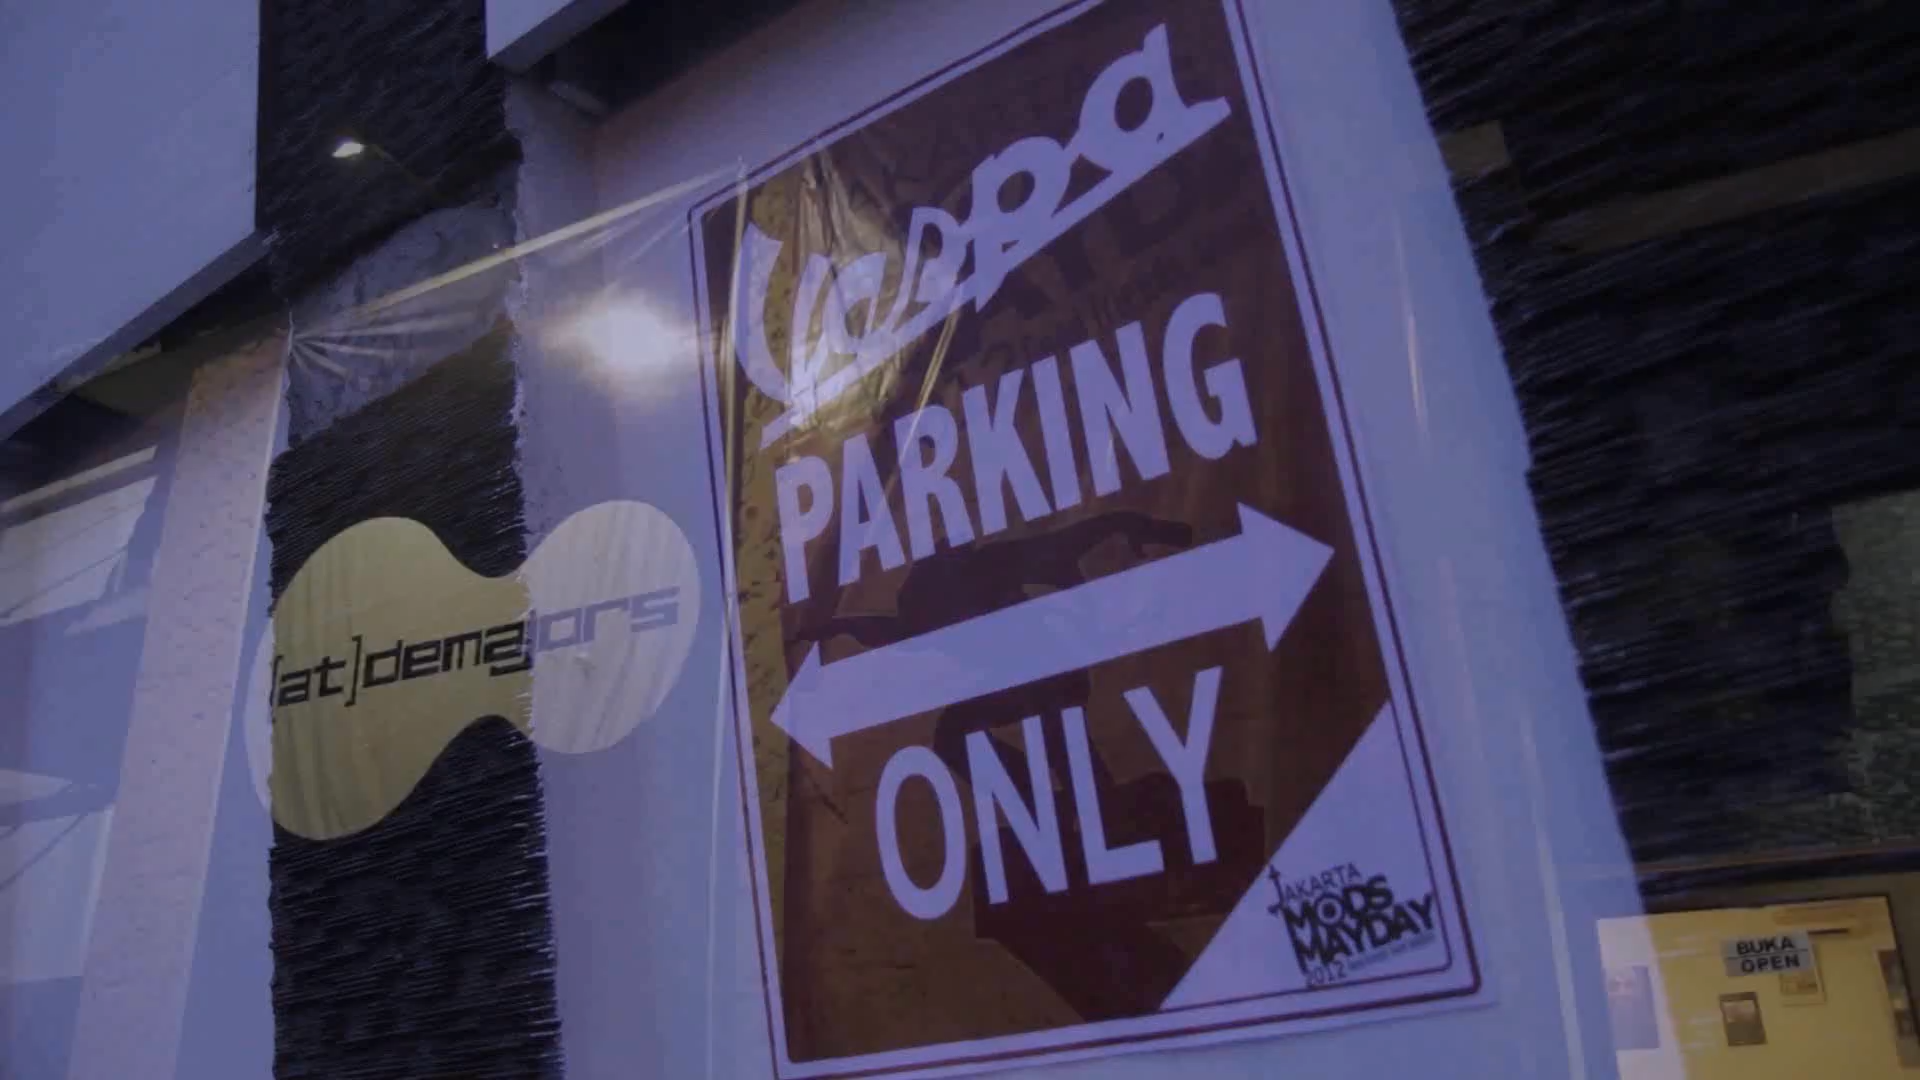 Vespa
PARKING
ONLY
[at]demajors
JAKARTA
MODS
MAYDAY
2012
BUKA
OPEN